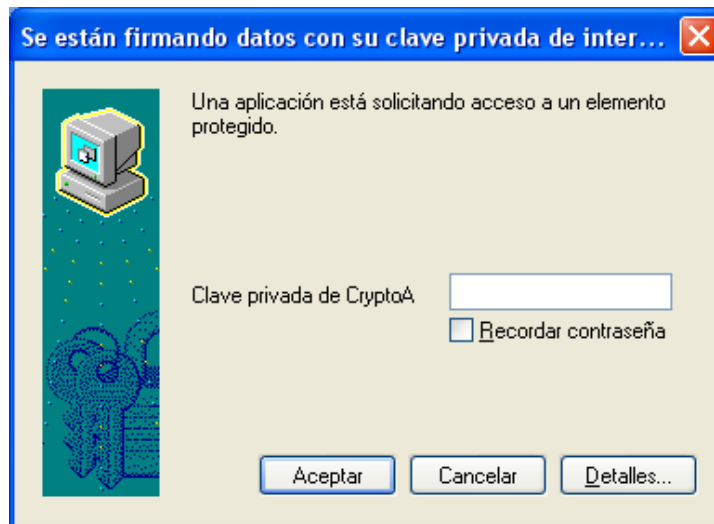 Se están firmando datos con su clave privada de inter...
Una aplicación está solicitando acceso a un elemento
protegido.
Clave privada de CryptoA
Recordar contraseña
Aceptar
Cancelar
Detalles...